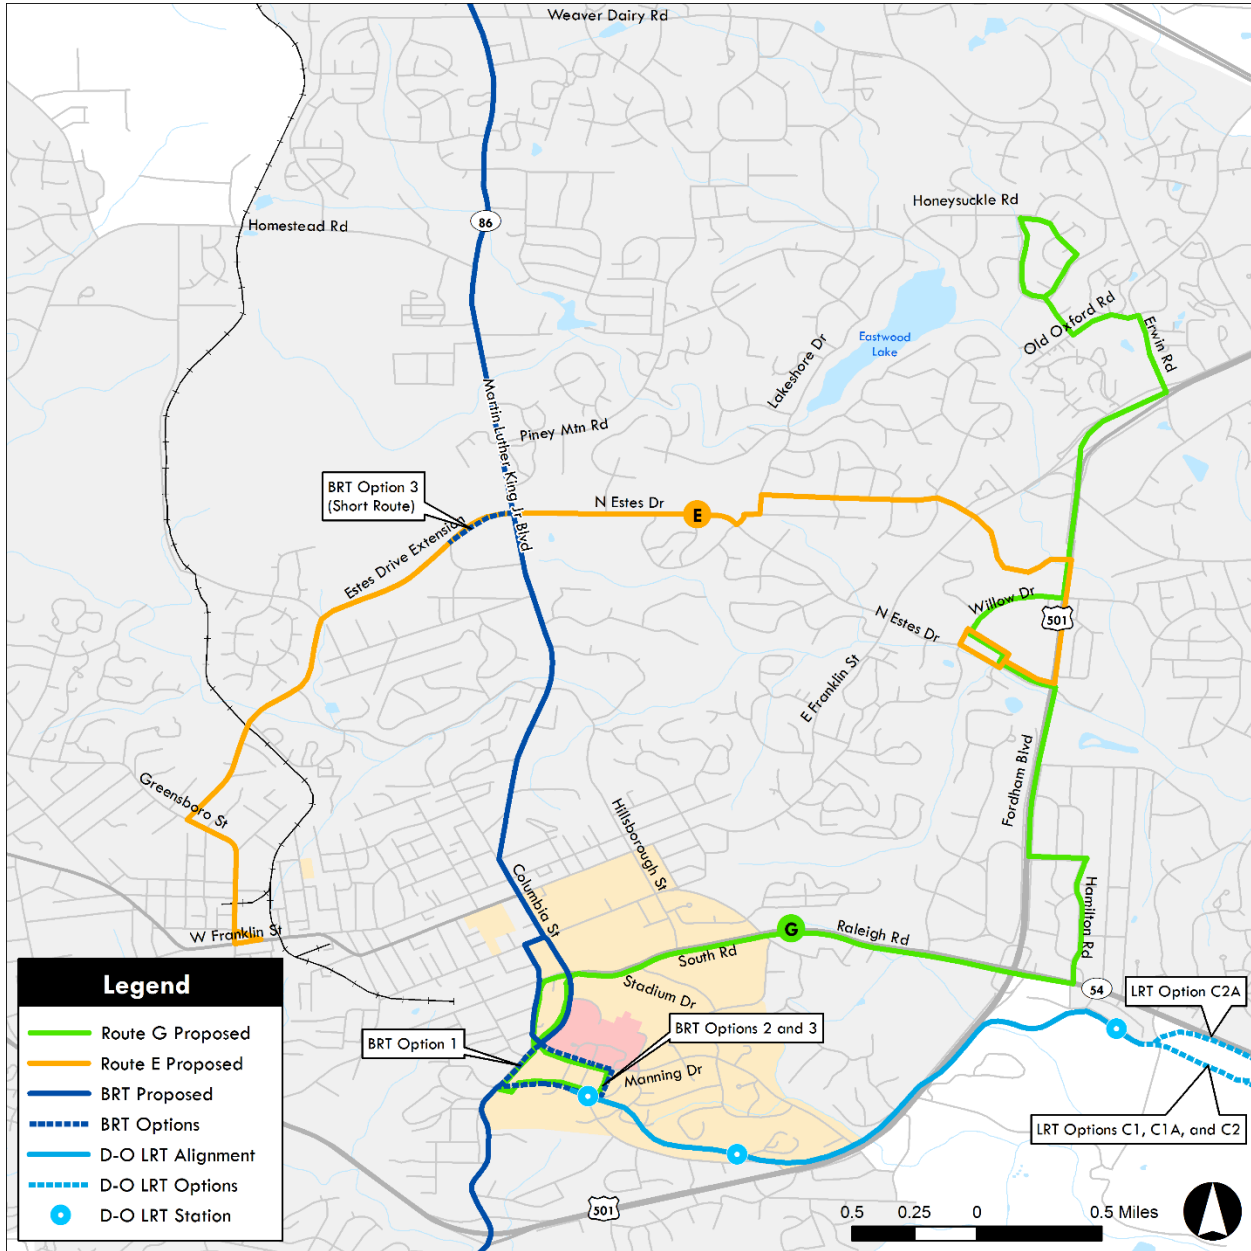 Weaver Dairy Rd
Honeysuckle Rd
86
Homestead Rd
Old Oxford Rd
Erwin Rd
Eastwood
Lake
Lakeshore Dr
Martin Luther King Jr Blvd
Piney Mtn Rd
BRT Option 3
(Short Route)
N Estes Dr
E
Estes Drive Extension
Willow Dr
N Estes Dr
501
E Franklin St
Fordham Blvd
Greensboro St
Hillsborough St
Columbia St
Hamilton Rd
W Franklin St
G
Raleigh Rd
South Rd
Stadium Dr
54
LRT Option C2A
BRT Option 1
BRT Options 2 and 3
Manning Dr
LRT Options C1, C1A, and C2
501
Legend
Route G Proposed
Route E Proposed
BRT Proposed
BRT Options
D-O LRT Alignment
D-O LRT Options
D-O LRT Station
0.5 0.25 0 0.5 Miles